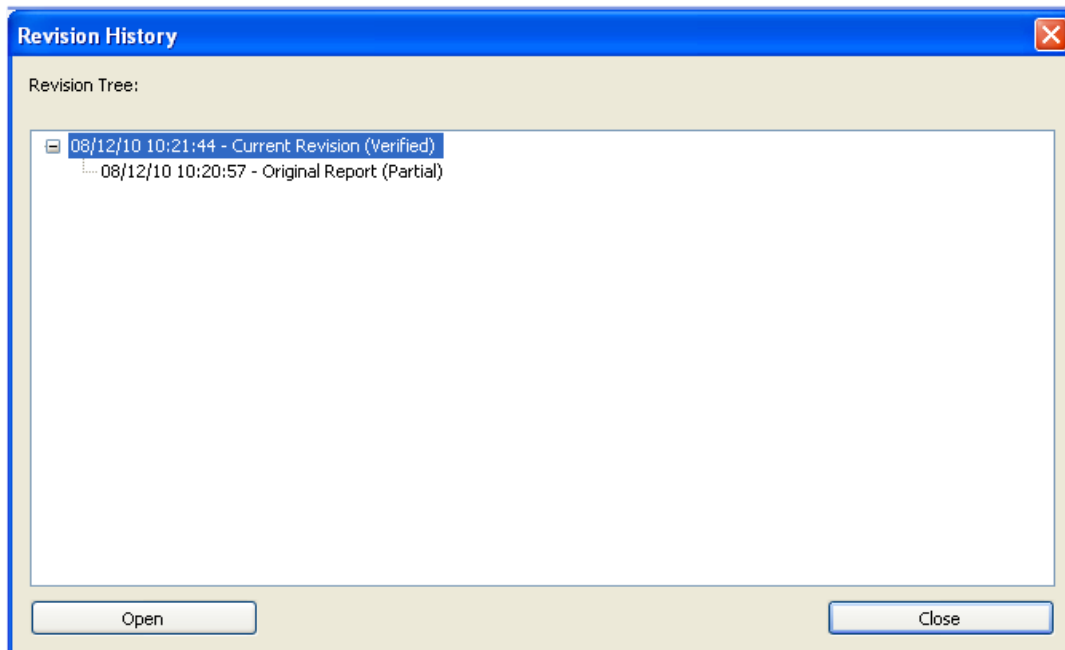 Revision History
Revision Tree:
08/12/10 10:21:44 - Current Revision (Verified)
08/12/10 10:20:57 - Original Report (Partial)
Open Close